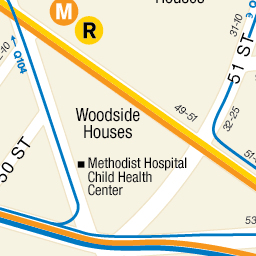 Houses
M
R
31-10
51 ST
Q104
49-51
32-25
Woodside
Houses
Methodist Hospital
Child Health
Center
50 ST
51-
53